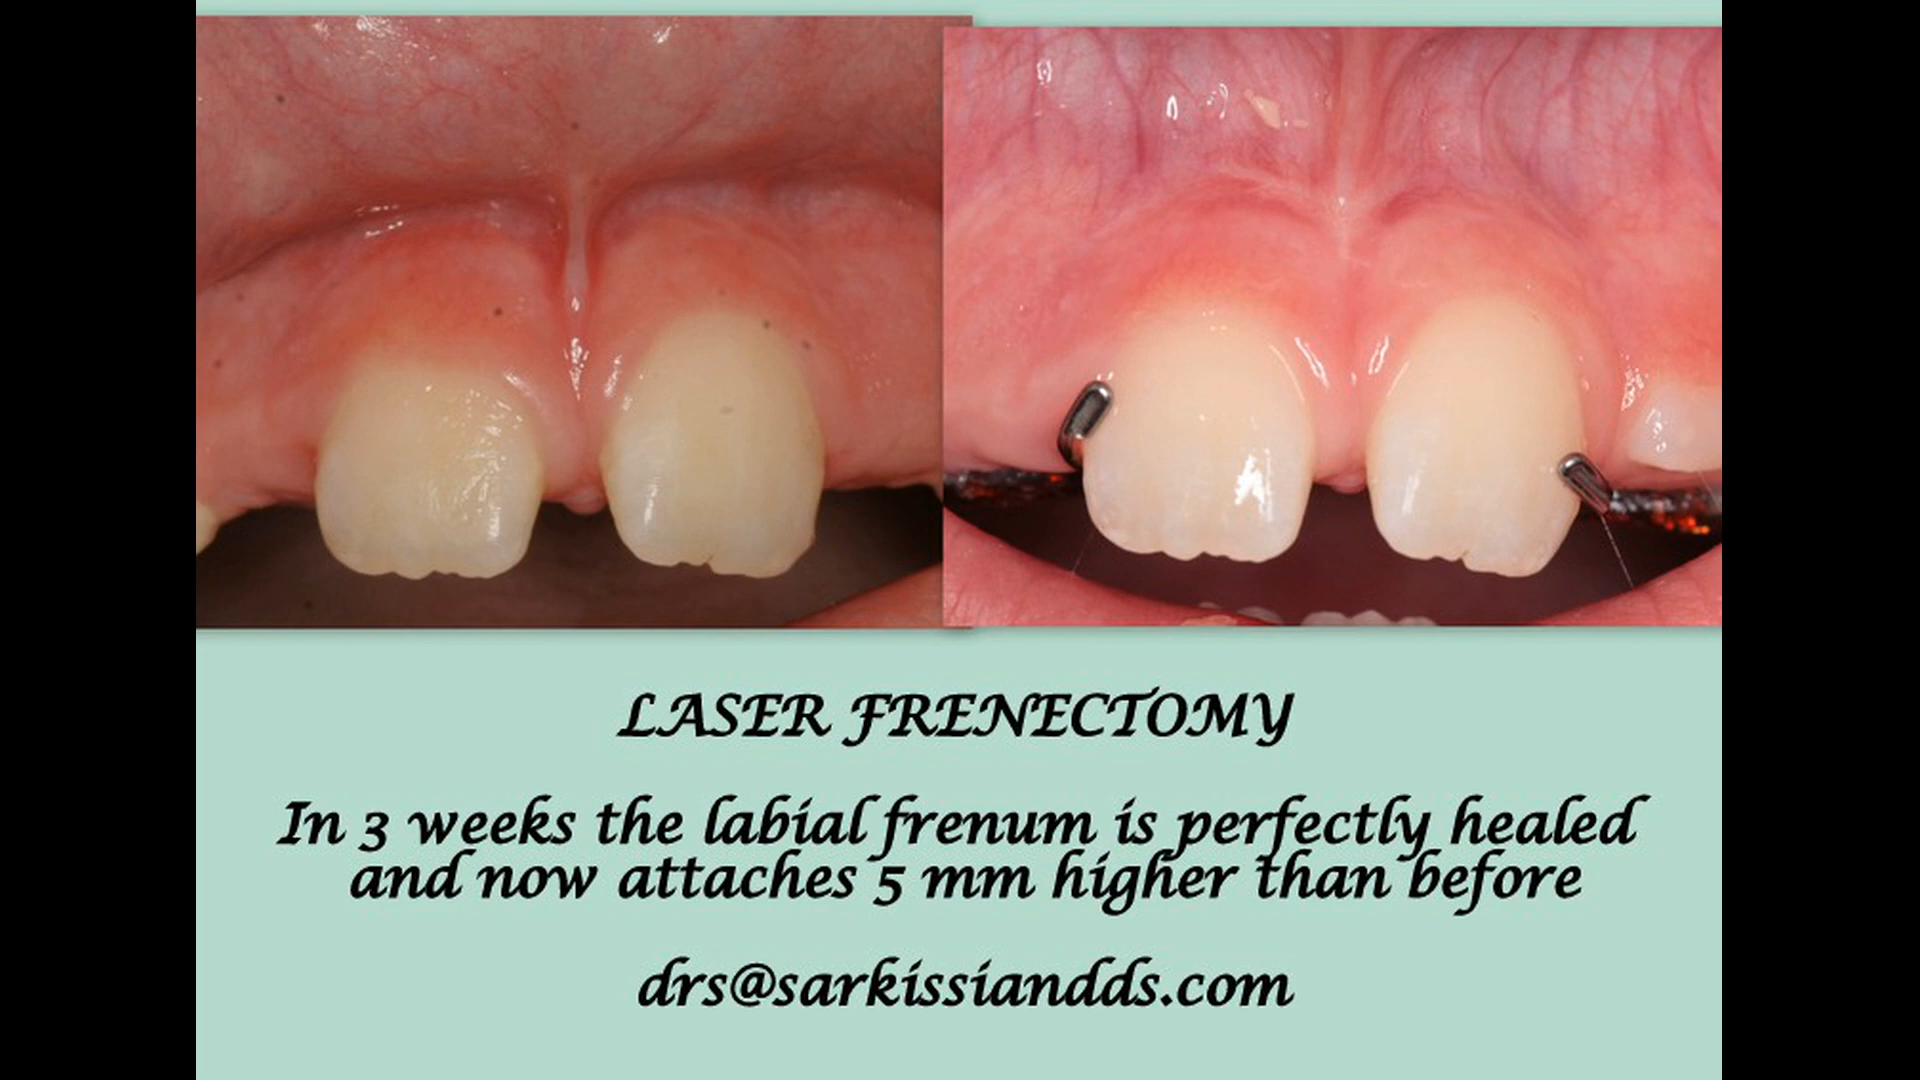 LASER FRENECTOMY
In 3 weeks the labial frenum is perfectly healed
and now attaches 5 mm higher than before
drs@sarkissiandds.com